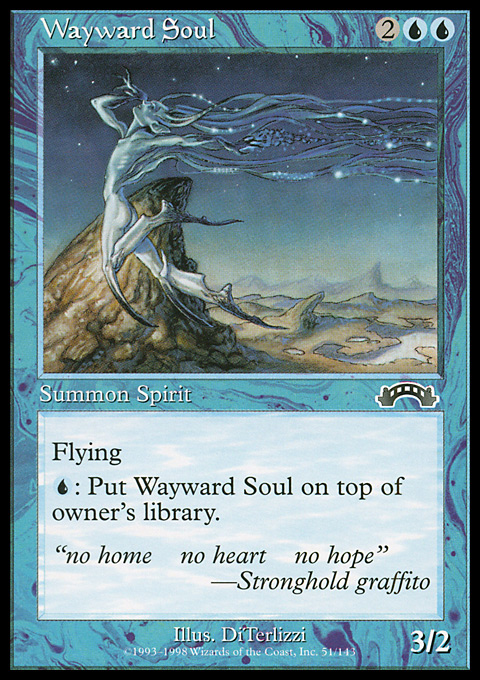 Wayward Soul 2
Summon Spirit
Flying
: Put Wayward Soul on top of
owner's library.
“no home no heart no hope”
—Stronghold graffito
Illus. DiTerlizzi
©1993-1998 Wizards of the Coast, Inc. 51/143
3/2